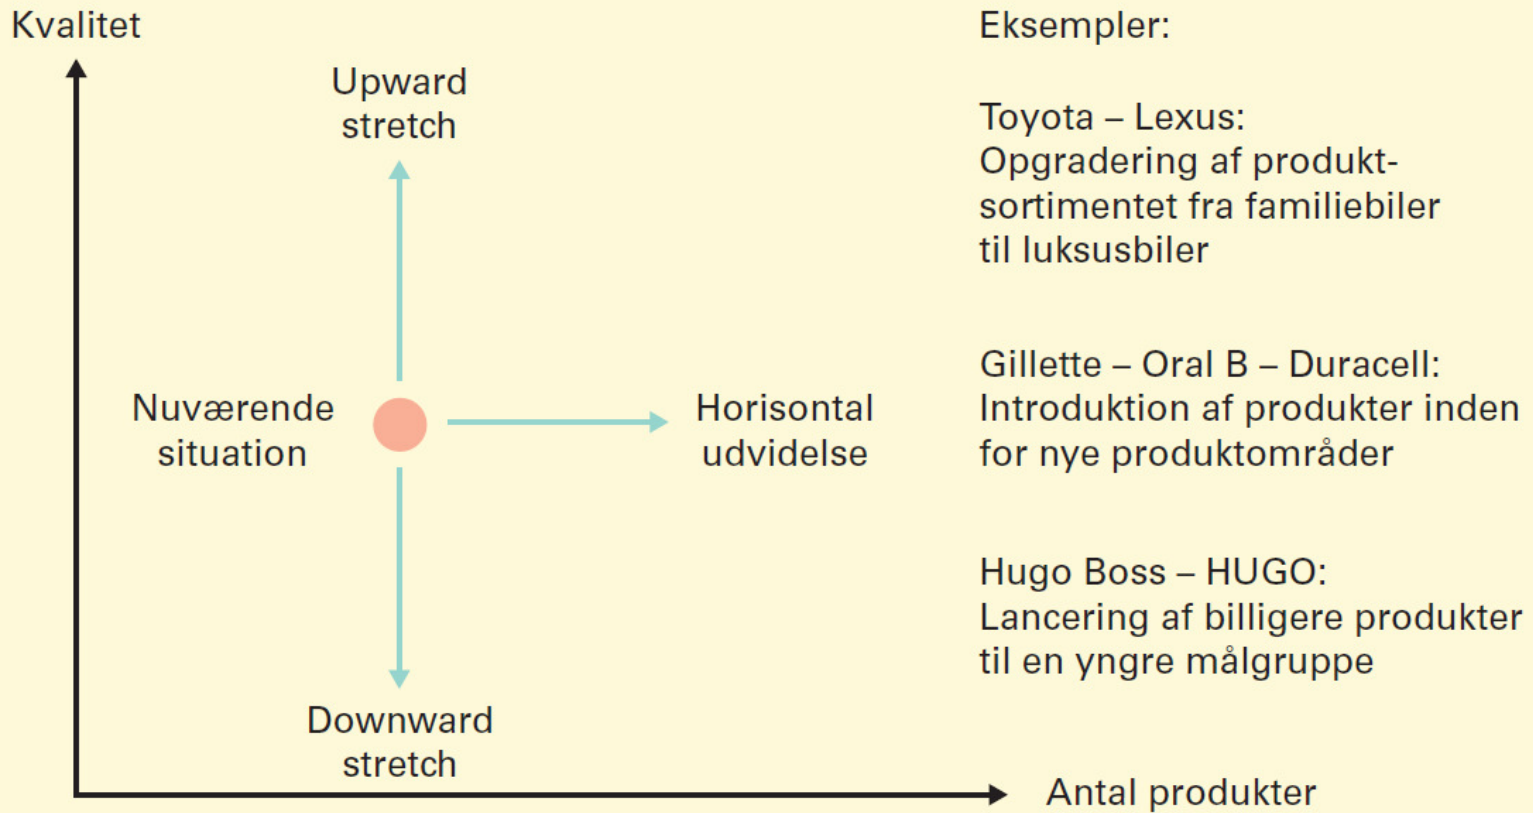 Kvalitet
Upward
stretch
Nuværende
situation
Horisontal
udvidelse
Downward
stretch
Antal produkter
Eksempler:
Toyota – Lexus:
Opgradering af produkt-
sortimentet fra familiebiler
til luksusbiler
Gillette – Oral B – Duracell:
Introduktion af produkter inden
for nye produktområder
Hugo Boss – HUGO:
Lancering af billigere produkter
til en yngre målgruppe